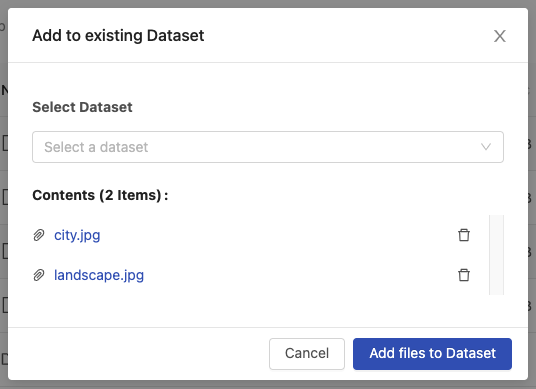 Add to existing Dataset
Select Dataset
Select a dataset
Contents (2 Items) :
city.jpg
landscape.jpg
Cancel
Add files to Dataset